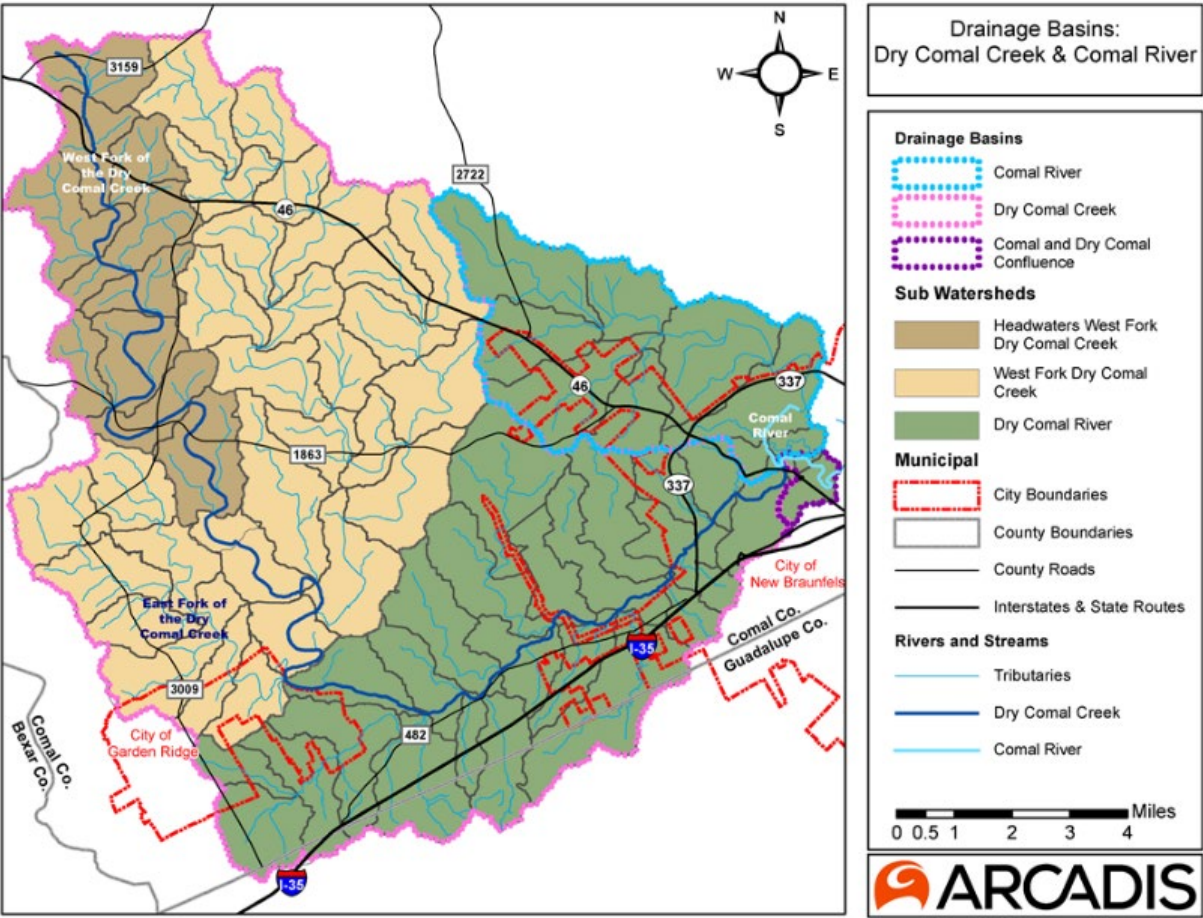 3159
West Fork of
the Dry
Comal Creek
46
2722
N
W
E
S
46
337
Comal
River
1863
337
City of
New Braunfels
East Fork of
the Dry
Comal Creek
Comal Co.
Guadalupe Co.
I-35
3009
482
City of
Garden Ridge
Comal Co.
Bexar Co.
I-35
Drainage Basins:
Dry Comal Creek & Comal River
Drainage Basins
Comal River
Dry Comal Creek
Comal and Dry Comal
Confluence
Sub Watersheds
Headwaters West Fork
Dry Comal Creek
West Fork Dry Comal
Creek
Dry Comal River
Municipal
City Boundaries
County Boundaries
County Roads
Interstates & State Routes
Rivers and Streams
Tributaries
Dry Comal Creek
Comal River
Miles
0 0.5 1 2 3 4
ARCADIS